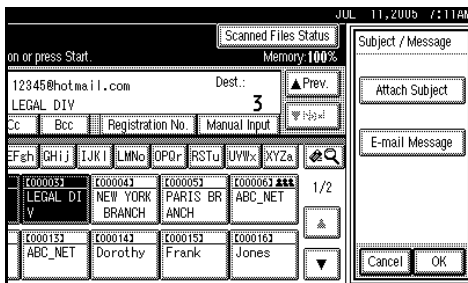 JUL 11,2005 7:11AM
Scanned Files Status
Subject / Message
on or press Start.
Memory:100%
12345@hotmail.com
Dest.:
▲Prev.
Attach Subject
LEGAL DIV
3
▼Next
Cc
Bcc
Registration No.
Manual Input
E-mail Message
EFgh GHij IJKl LMNo OPQr RSTu UVWx XYZa
[00003] [00004] [00005] [00006]
1/2
LEGAL DI
V
NEW YORK
BRANCH
PARIS BR
ANCH
ABC_NET
[00013] [00014] [00015] [00016]
ABC_NET
Dorothy
Frank
Jones
Cancel
OK